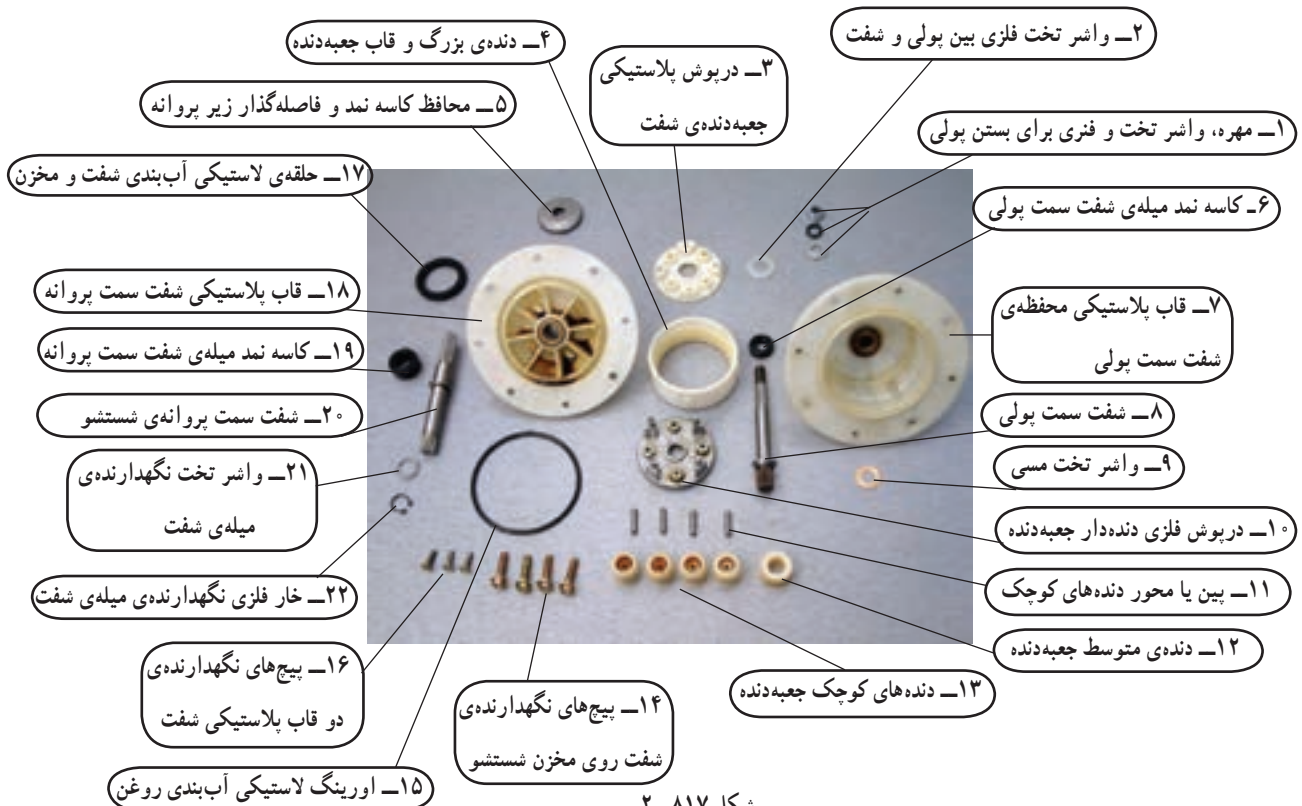 ۱ــ مهره، واشر تخت و فنری برای بستن پولی
۲ــ واشر تخت فلزی بین پولی و شفت
۳ــ درپوش پلاستیکی
جعبه‌دنده‌ی شفت
۴ــ دنده‌ی بزرگ و قاب جعبه‌دنده
۵ــ محافظ کاسه نمد و فاصله‌گذار زیر پروانه
۶ـ کاسه نمد میله‌ی شفت سمت پولی
۷ــ قاب پلاستیکی محفظه‌ی
شفت سمت پولی
۸ــ شفت سمت پولی
۹ــ واشر تخت مسی
۱۰ــ درپوش فلزی دنده‌دار جعبه‌دنده
۱۱ــ پین یا محور دنده‌های کوچک
۱۲ــ دنده‌ی متوسط جعبه‌دنده
۱۳ــ دنده‌های کوچک جعبه‌دنده
۱۴ــ پیچ‌های نگهدارنده‌ی
شفت روی مخزن شستشو
۱۵ــ اورینگ لاستیکی آب‌بندی روغن
۱۶ــ پیچ‌های نگهدارنده‌ی
دو قاب پلاستیکی شفت
۱۷ــ حلقه‌ی لاستیکی آب‌بندی شفت و مخزن
۱۸ــ قاب پلاستیکی شفت سمت پروانه
۱۹ــ کاسه نمد میله‌ی شفت سمت پروانه
۲۰ــ شفت سمت پروانه‌ی شستشو
۲۱ــ واشر تخت نگهدارنده‌ی
میله‌ی شفت
۲۲ــ خار فلزی نگهدارنده‌ی میله‌ی شفت
شکل ۸۱۷ــ۲